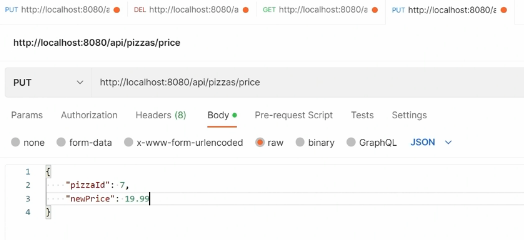 PUT http://localhost:8080/a DEL http://localhost:8080/a GET http://localhost:8080/a PUT http://localhost:8080/a
http://localhost:8080/api/pizzas/price
PUT http://localhost:8080/api/pizzas/price
Params Authorization Headers (8) Body Pre-request Script Tests Settings
none form-data x-www-form-urlencoded raw binary GraphQL JSON
1 {
2 "pizzaId": 7,
3 "newPrice": 19.99
4 }